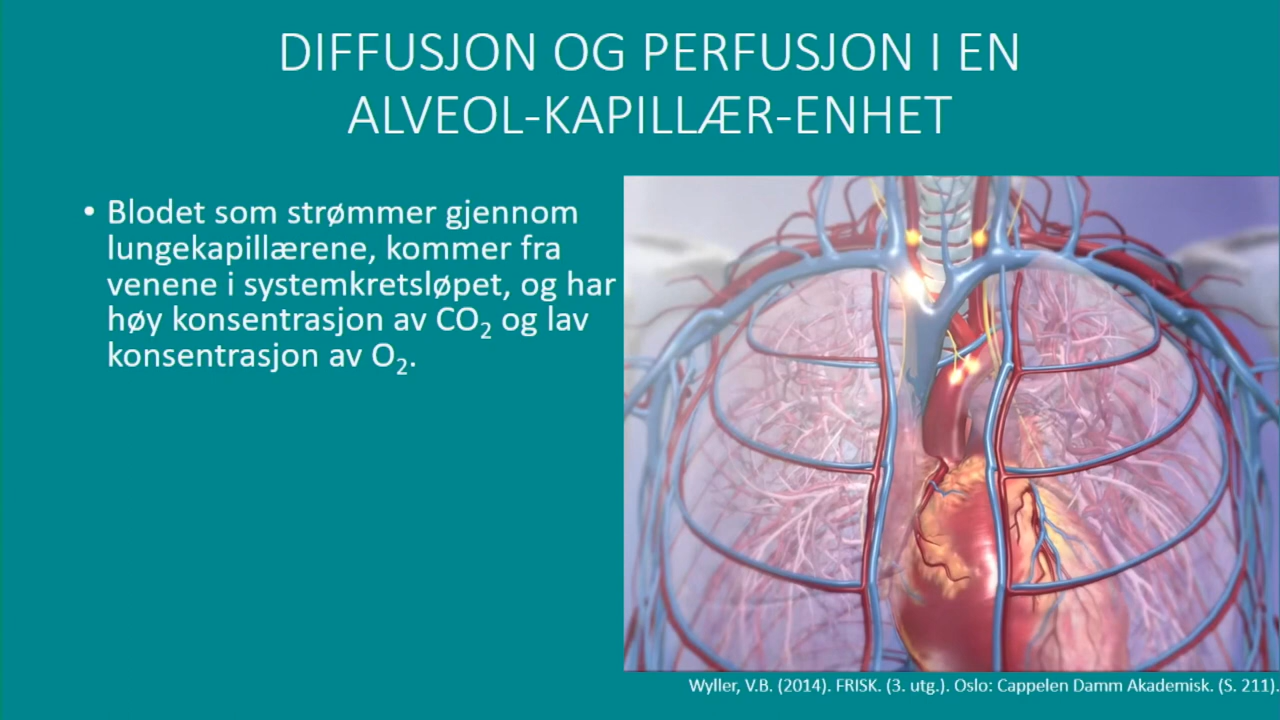 DIFFUSJON OG PERFUSJON I EN
ALVEOL-KAPILLÆR-ENHET
• Blodet som strømmer gjennom
lungekapillærene, kommer fra
venene i systemkretsløpet, og har
høy konsentrasjon av CO₂ og lav
konsentrasjon av O₂.
Wyller, V.B. (2014). FRISK. (3. utg.). Oslo: Cappelen Damm Akademisk. (S. 211).